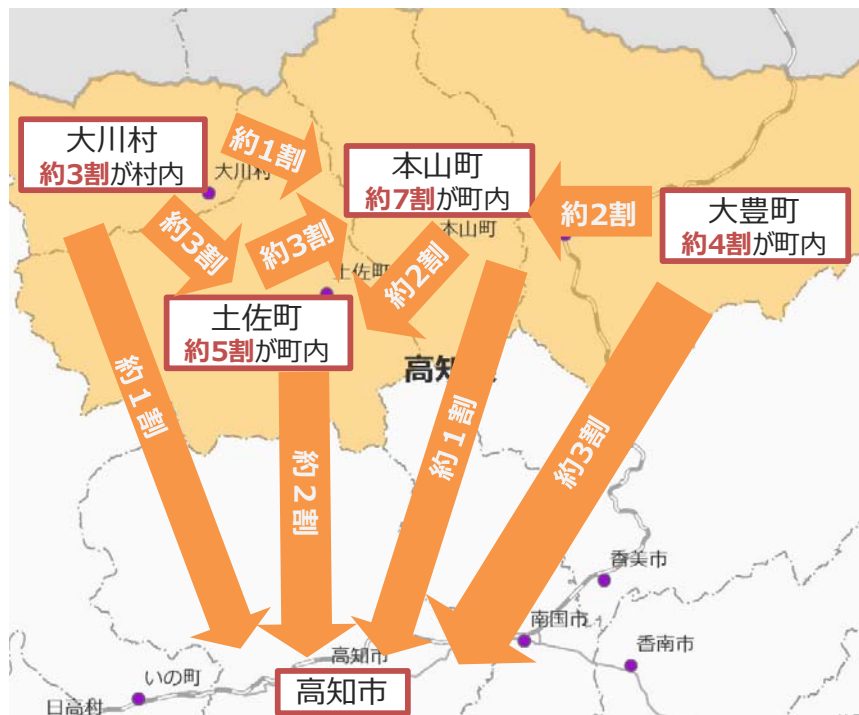 大川村
約3割が村内
約1割
大川村
本山町
約7割が町内
約2割
大豊町
約4割が町内
約3割
約3割
本山町
約2割
土佐町
土佐町
約5割が町内
高知
約1割
約2割
約1割
約3割
香美市
南国市
香南市
高知市
いの町
高知市
日高村